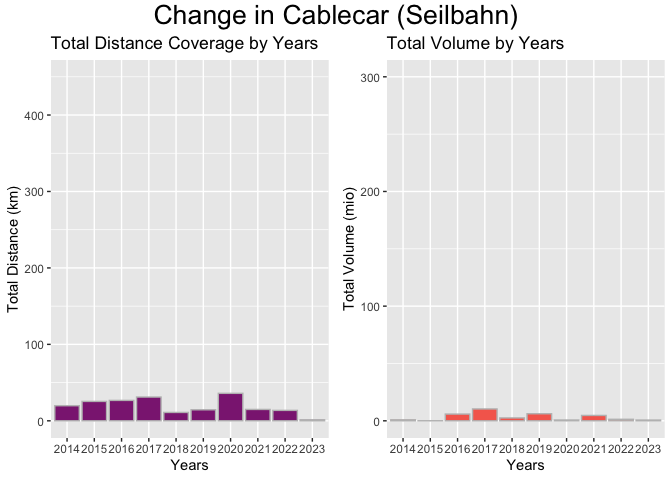 Change in Cablecar (Seilbahn)
Total Distance Coverage by Years
Total Distance (km)
400
300
200
100
0
2014 2015 2016 2017 2018 2019 2020 2021 2022 2023
Years
Total Volume by Years
Total Volume (mio)
300
200
100
0
2014 2015 2016 2017 2018 2019 2020 2021 2022 2023
Years